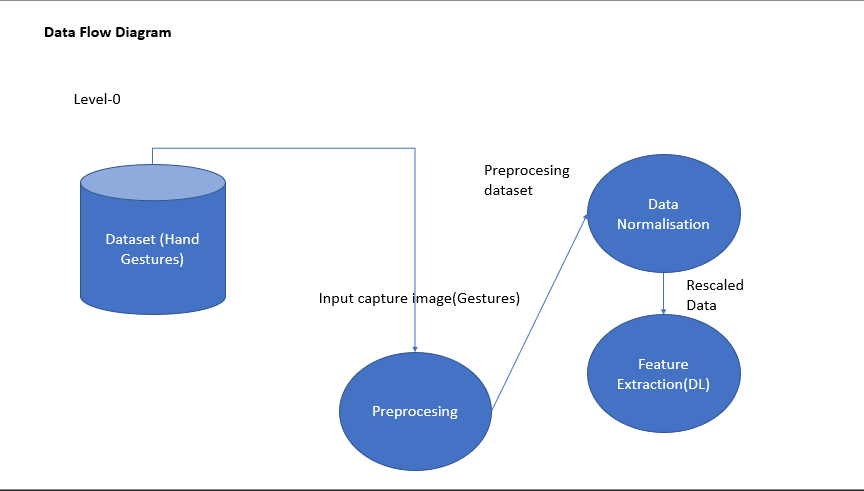 Data Flow Diagram
Level-0
Dataset (Hand
Gestures)
Input capture image(Gestures)
Preprocesing
Preprocesing
dataset
Data
Normalisation
Rescaled
Data
Feature
Extraction(DL)